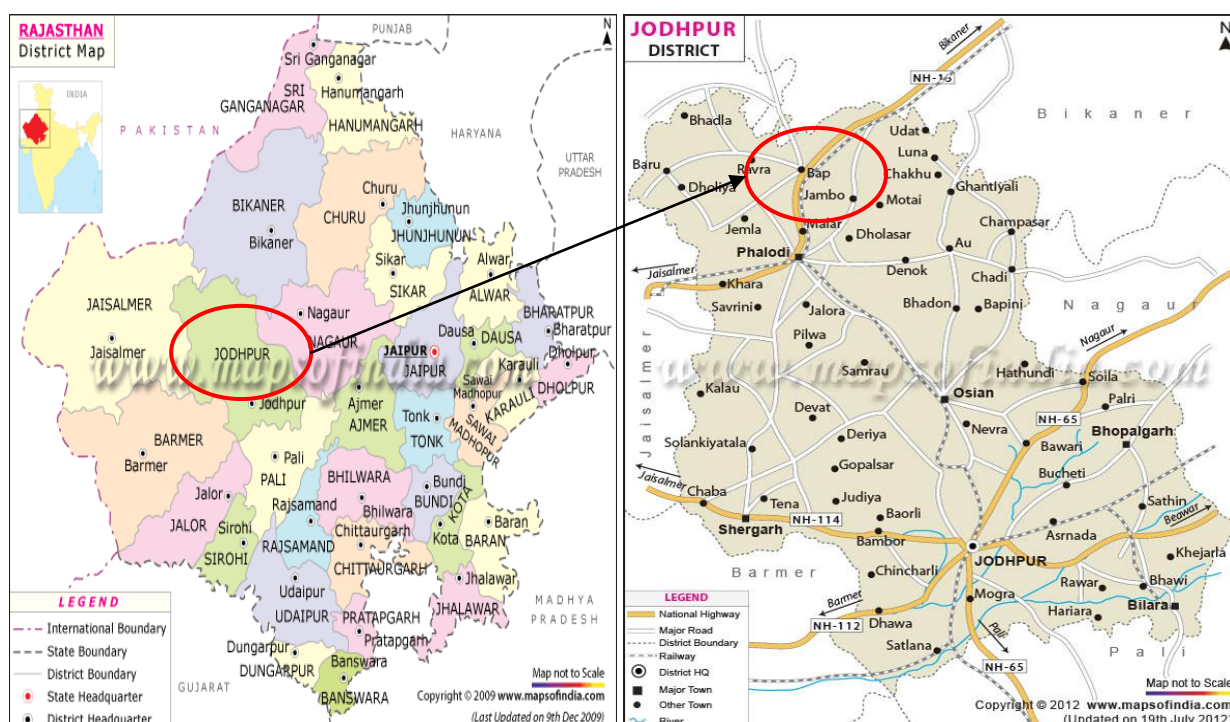 RAJASTHAN
District Map
N
PUNJAB
INDIA
Sri Ganganagar
SRI
GANGANAGAR
Hanumangarh
HANUMANGARH
PAKISTAN
HARYANA
UTTAR
PRADESH
Churu
CHURU
Jhunjhunun
JHUNJHUNUN
BIKANER
Bikaner
Sikar
SIKAR
Alwar
ALWAR
JAISALMER
Jaisalmer
Nagaur
NAGAUR
JODHPUR
Jodhpur
JAIPUR
JAIPUR
Dausa
DAUSA
BHARATPUR
Bharatpur
Dholpur
DHOLPUR
Karauli
KARAULI
Sawai
Madhopur
SAWAI
MADHOPUR
www.mapsofindia.com
Ajmer
AJMER
Tonk
TONK
BARMER
Barmer
Pali
PALI
Jalor
JALOR
Sirohi
SIROHI
Rajsamand
RAJSAMAND
BHILWARA
Bhilwara
Bundi
BUNDI
KOTA
Kota
Baran
BARAN
Chittaurgarh
CHITTAURGARH
Jhalawar
JHALAWAR
Udaipur
UDAIPUR
PRATAPGARH
Pratapgarh
Dungarpur
DUNGARPUR
Banswara
BANSWARA
MADHYA
PRADESH
GUJARAT
LEGEND
International Boundary
State Boundary
District Boundary
State Headquarter
District Headquarter
Map not to Scale
Copyright © 2009 www.mapsofindia.com
(Last Updated on 9th Dec 2009)
JODHPUR
DISTRICT
N
Bikaner
NH-15
Bikaner
Bhadla
Udat
Luna
Baru
Ravra
Bap
Chakhu
Dholiya
Jambo
Motai
Ghantiyali
Jemla
Malar
Dholasar
Champasar
Phalodi
Au
Jaisalmer
Denok
Chadi
Khara
Savrini
Jalora
Bhadon
Bapini
Nagaur
Nagaur
Pilwa
Jaisalmer
Samrau
Hathundi
Soila
www.mapsofindia.com
Kalau
Osian
Palri
Devat
NH-65
Nevra
Bhopalgarh
Solankiyatala
Deriya
Bawari
Gopalsar
Bucheti
Jaisalmer
Chaba
Tena
Judiya
Sathin
Beawar
Shergarh
NH-114
Baorli
Bambor
Asrnada
JODHPUR
Khejarla
Barmer
Chincharli
Rawar
Bhawi
Barmer
Mogra
Hariara
Bilara
NH-112
Dhawa
Pali
Satlana
NH-65
Pali
LEGEND
National Highway
Major Road
District Boundary
Railway
District HQ
Major Town
Other Town
River
Map not to Scale
Copyright © 2012 www.mapsofindia.com
(Updated on 19th July 2012)